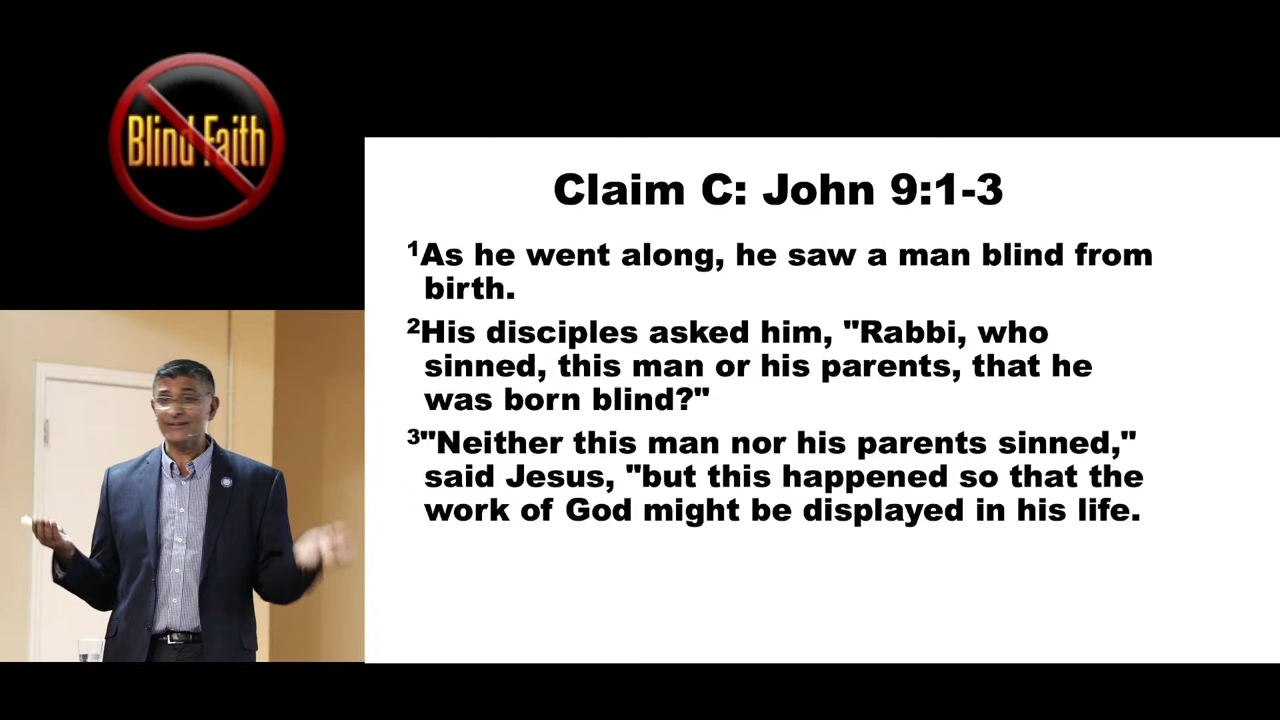 Blind Faith
Claim C: John 9:1-3
1As he went along, he saw a man blind from
birth.
2His disciples asked him, "Rabbi, who
sinned, this man or his parents, that he
was born blind?"
3"Neither this man nor his parents sinned,"
said Jesus, "but this happened so that the
work of God might be displayed in his life.